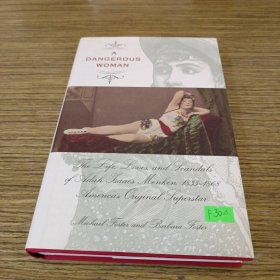 A
DANGEROUS
WOMAN
The Life, Loves, and Scandals
of Adah Isaacs Menken, 1835-1868
America's Original Superstar
Michael Foster and Barbara Foster